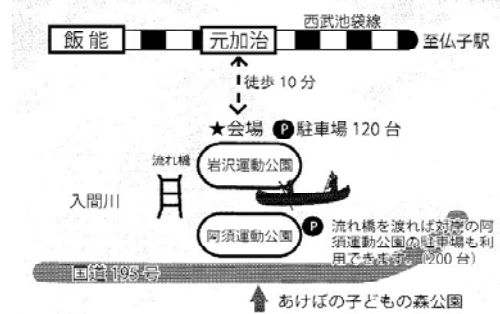 西武池袋線
飯能
元加治
至仏子駅
徒歩 10 分
★会場 P 駐車場 120 台
流れ橋
岩沢運動公園
入間川
阿須運動公園
P 流れ橋を渡れば対岸の阿
須運動公園の駐車場も利
用できます。(200 台)
国道 195 号
あけぼの子どもの森公園